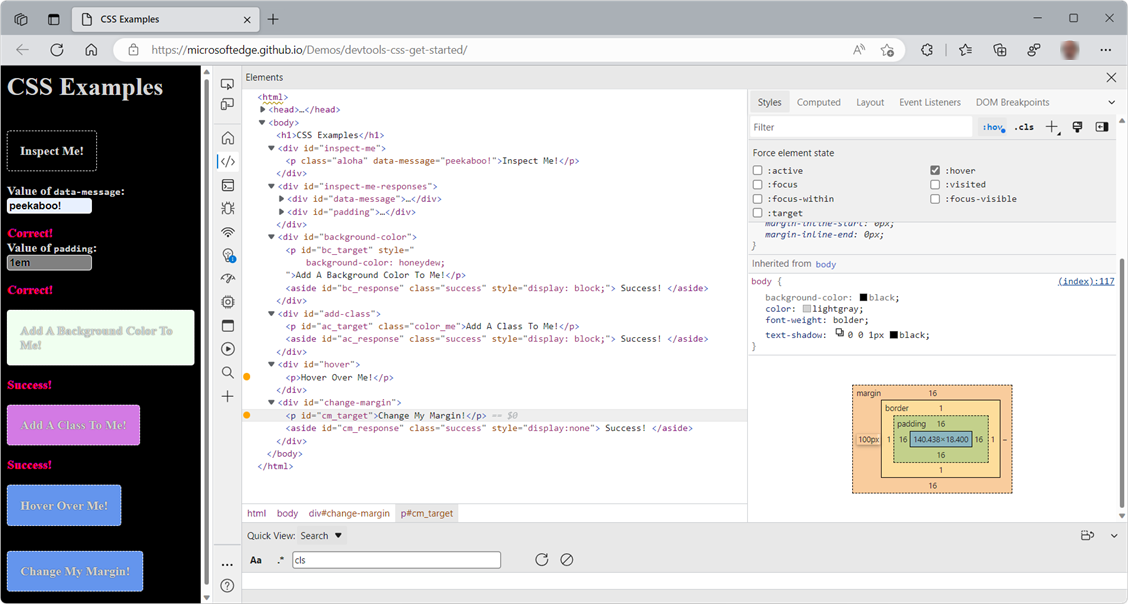 CSS Examples
https://microsoftedge.github.io/Demos/devtools-css-get-started/
CSS Examples
Inspect Me!
Value of data-message:
peekaboo!
Correct!
Value of padding:
1em
Correct!
Add A Background Color To
Me!
Success!
Add A Class To Me!
Success!
Hover Over Me!
Change My Margin!
Elements
<html>
<head>…</head>
<body>
<h1>CSS Examples</h1>
<div id="inspect-me">
<p class="aloha" data-message="peekaboo!">Inspect Me!</p>
</div>
<div id="inspect-me-responses">
<div id="data-message">…</div>
<div id="padding">…</div>
</div>
<div id="background-color">
<p id="bc_target" style="
background-color: honeydew;
">Add A Background Color To Me!</p>
<aside id="bc_response" class="success" style="display: block;"> Success! </aside>
</div>
<div id="add-class">
<p id="ac_target" class="color_me">Add A Class To Me!</p>
<aside id="ac_response" class="success" style="display: block;"> Success! </aside>
</div>
<div id="hover">
<p>Hover Over Me!</p>
</div>
<div id="change-margin">
<p id="cm_target">Change My Margin!</p> == $0
<aside id="cm_response" class="success" style="display:none"> Success! </aside>
</div>
</body>
</html>
html body div#change-margin p#cm_target
Styles Computed Layout Event Listeners DOM Breakpoints
Filter :hov .cls
Force element state
:active :hover
:focus :visited
:focus-within :focus-visible
:target
margin-inline-start: 0px;
margin-inline-end: 0px;
}
Inherited from body
body { (index):117
background-color: black;
color: lightgray;
font-weight: bolder;
text-shadow: 0 0 1px black;
}
margin 16
border 1
padding 16
100px 1 16 140.438×18.400 16 1 -
16
1
16
Quick View: Search
Aa .* cls